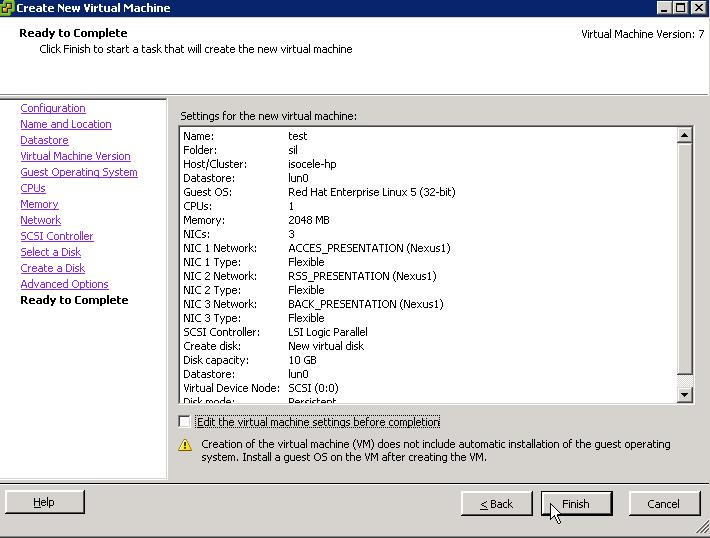 Create New Virtual Machine
Ready to Complete
Click Finish to start a task that will create the new virtual machine
Virtual Machine Version: 7
Configuration
Name and Location
Datastore
Virtual Machine Version
Guest Operating System
CPUs
Memory
Network
SCSI Controller
Select a Disk
Create a Disk
Advanced Options
Ready to Complete
Settings for the new virtual machine:
Name: test
Folder: sil
Host/Cluster: isocele-hp
Datastore: lun0
Guest OS: Red Hat Enterprise Linux 5 (32-bit)
CPUs: 1
Memory: 2048 MB
NICs: 3
NIC 1 Network: ACCES_PRESENTATION (Nexus1)
NIC 1 Type: Flexible
NIC 2 Network: RSS_PRESENTATION (Nexus1)
NIC 2 Type: Flexible
NIC 3 Network: BACK_PRESENTATION (Nexus1)
NIC 3 Type: Flexible
SCSI Controller: LSI Logic Parallel
Create disk: New virtual disk
Disk capacity: 10 GB
Datastore: lun0
Virtual Device Node: SCSI (0:0)
Disk mode: Persistent
Edit the virtual machine settings before completion
Creation of the virtual machine (VM) does not include automatic installation of the guest operating
system. Install a guest OS on the VM after creating the VM.
Help
< Back
Finish
Cancel